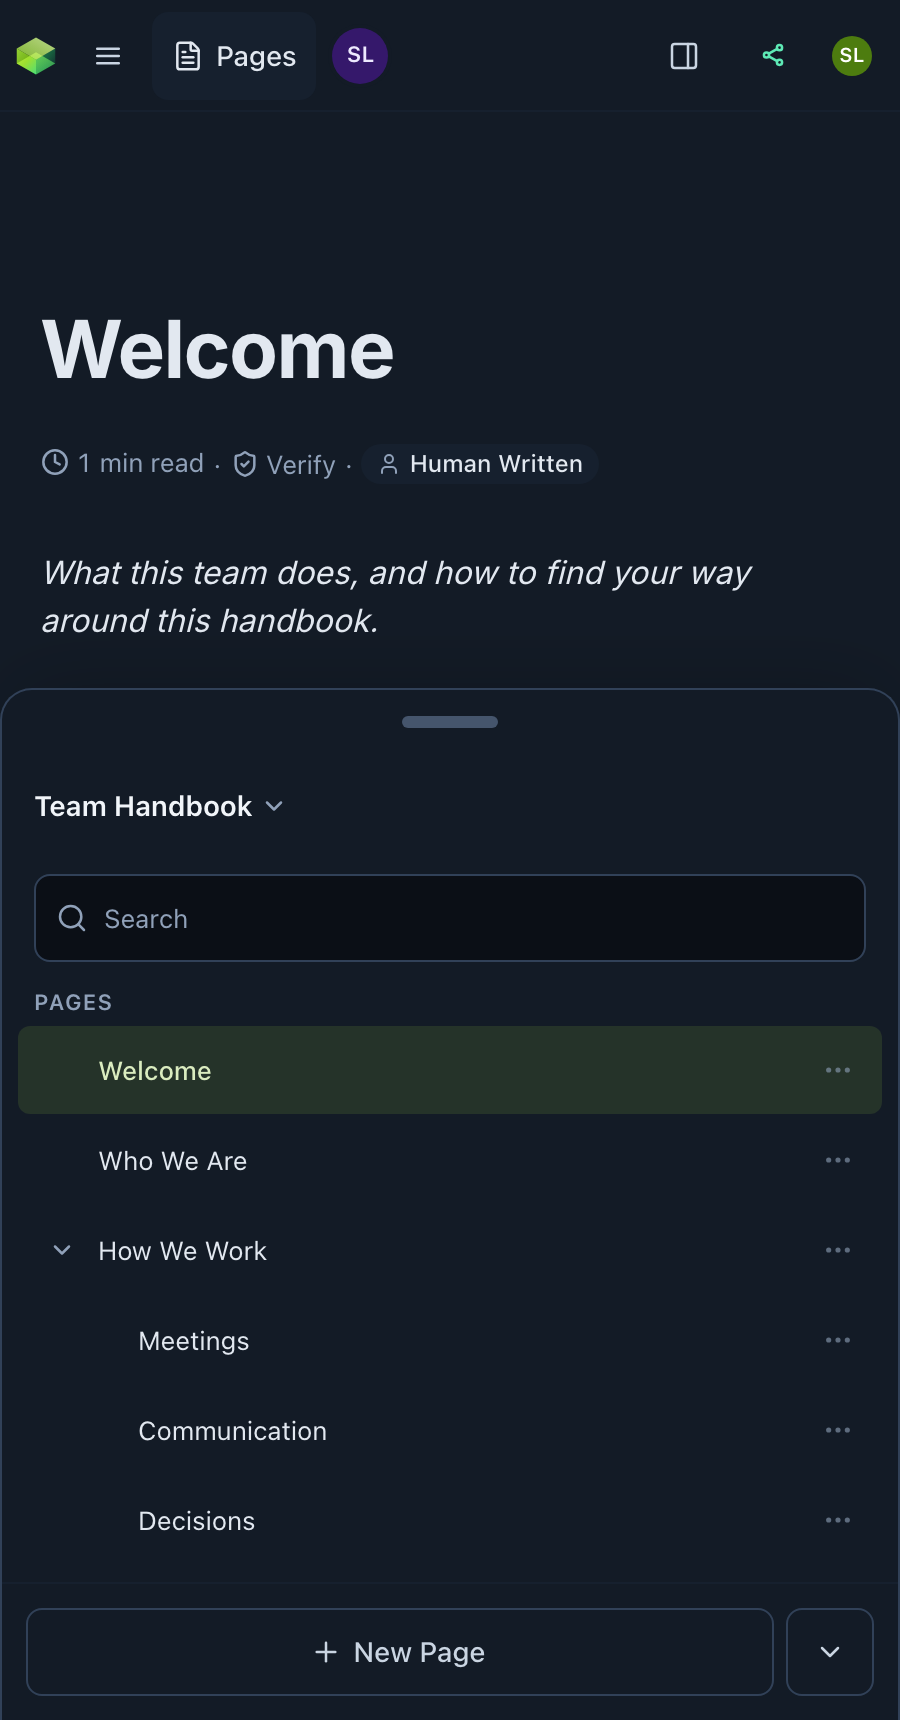 Pages SL SL
Welcome
1 min read · Verify · Human Written
What this team does, and how to find your way
around this handbook.
Team Handbook
Search
PAGES
Welcome
Who We Are
How We Work
Meetings
Communication
Decisions
New Page